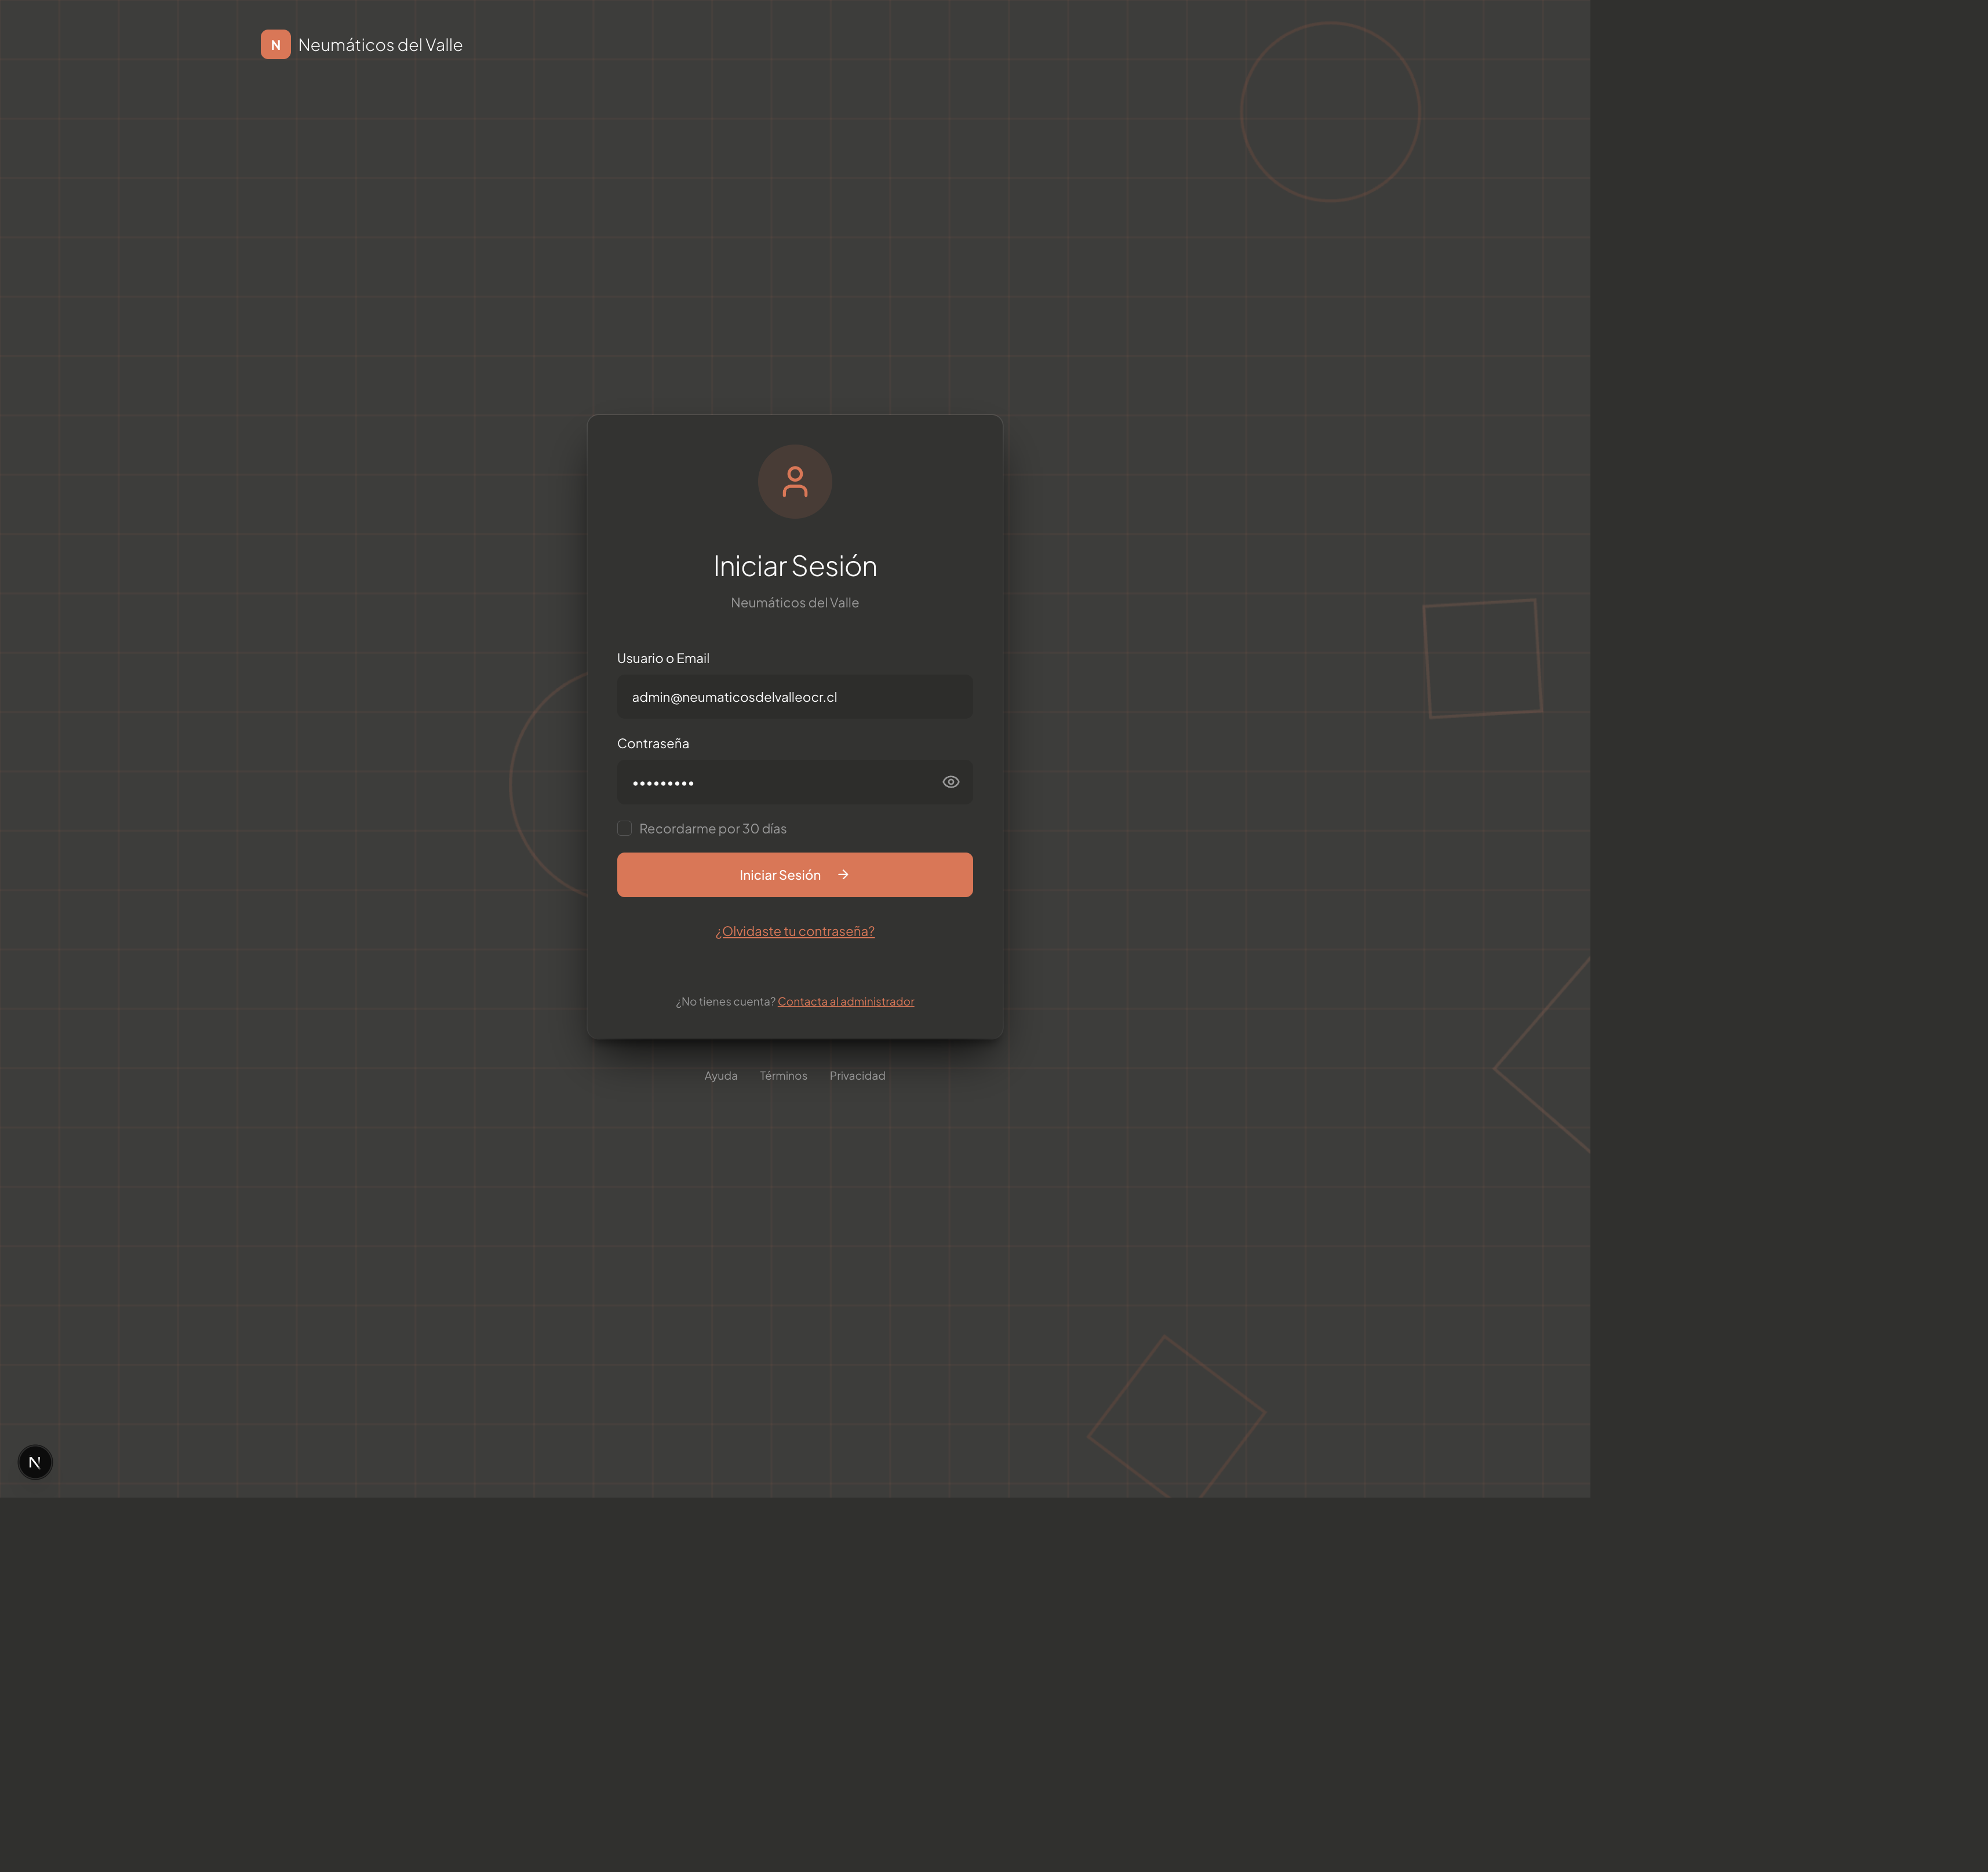 N Neumáticos del Valle
Iniciar Sesión
Neumáticos del Valle
Usuario o Email
admin@neumaticosdelvalleocr.cl
Contraseña
•••••••••
Recordarme por 30 días
Iniciar Sesión →
¿Olvidaste tu contraseña?
¿No tienes cuenta? Contacta al administrador
Ayuda Términos Privacidad
N